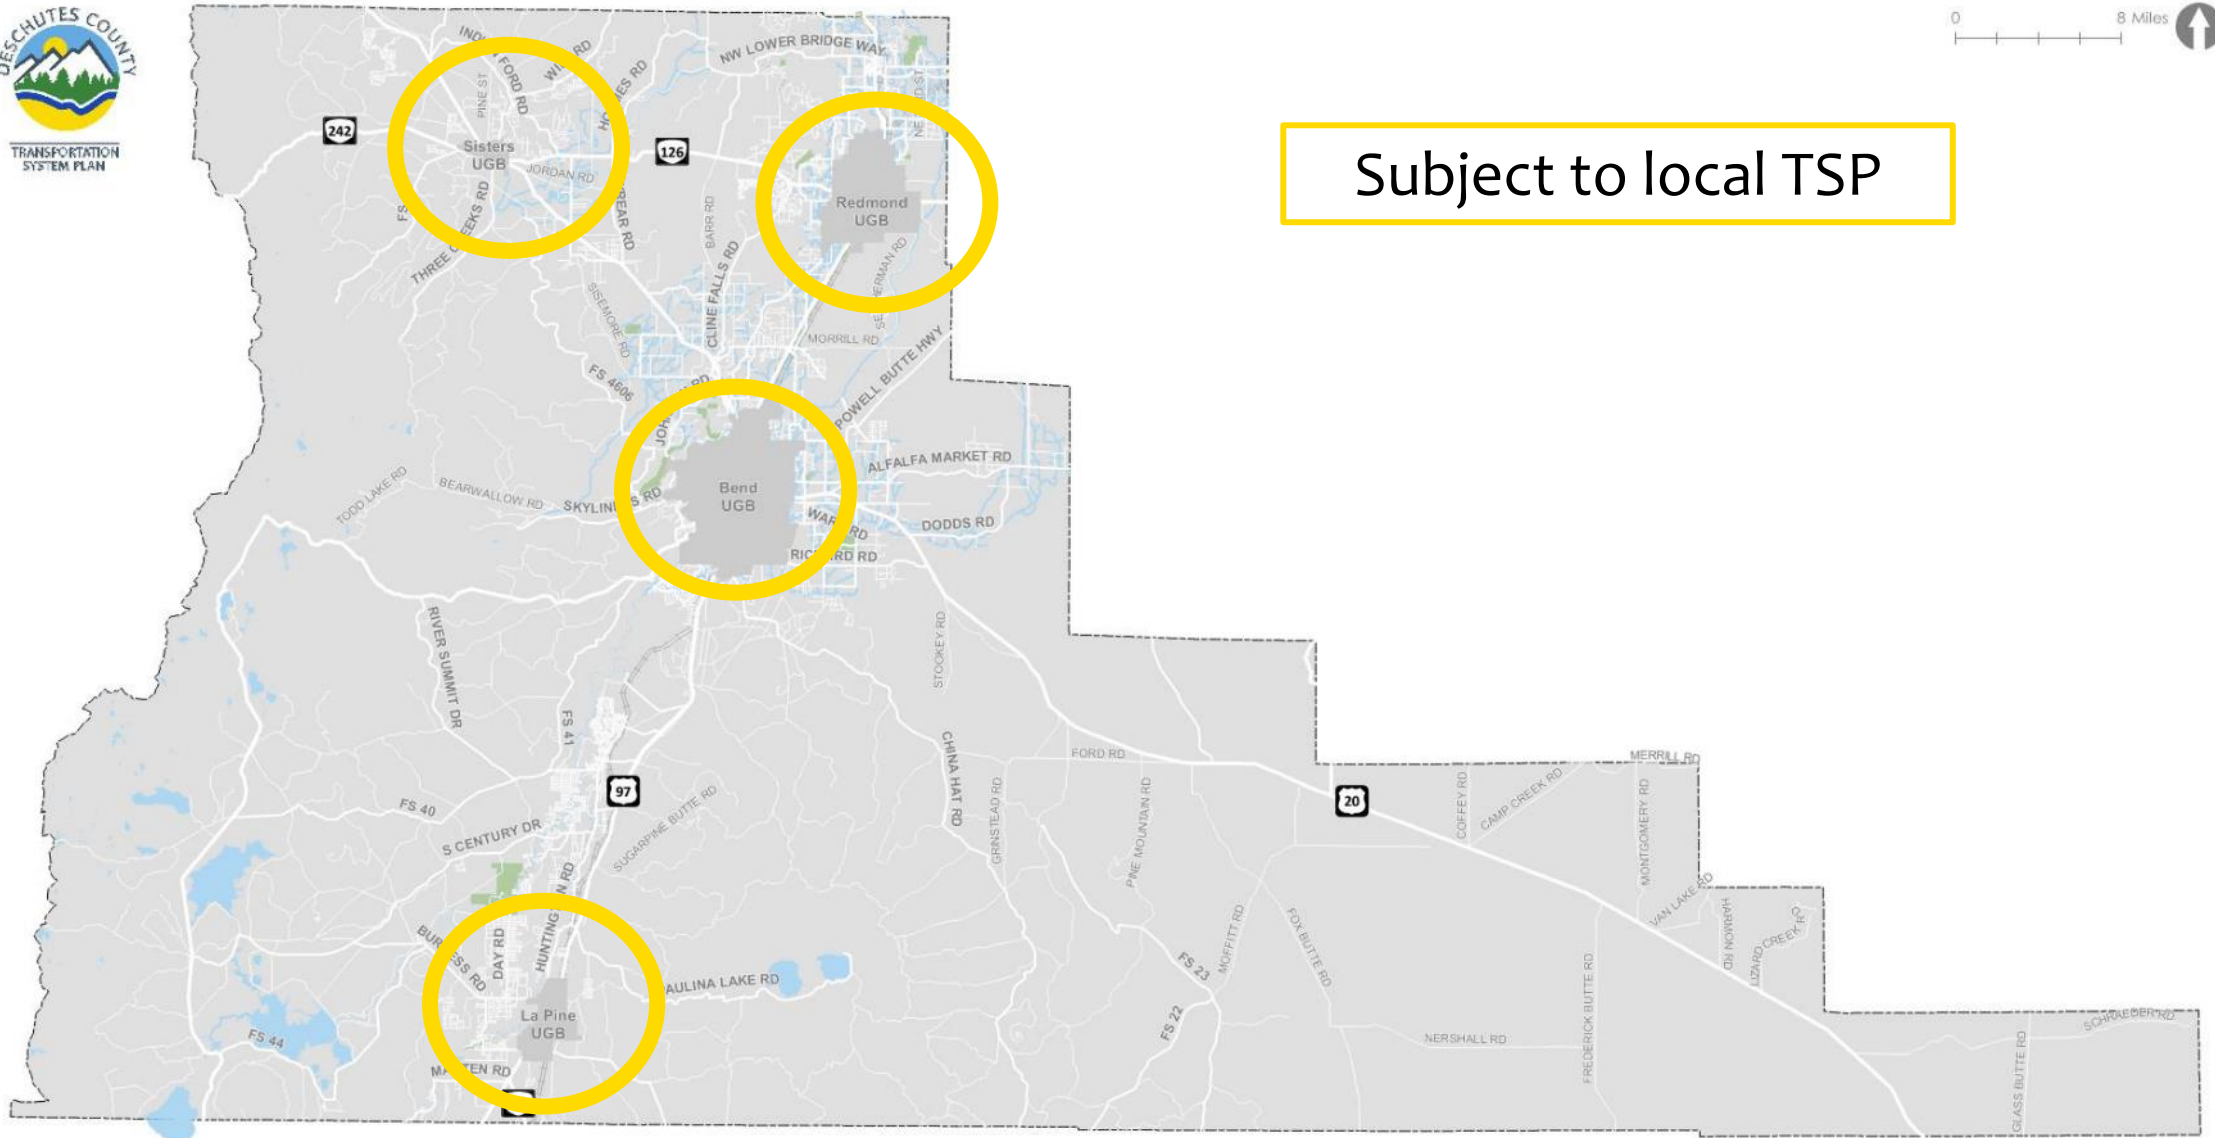 DESCHUTES COUNTY
TRANSPORTATION
SYSTEM PLAN
0 8 Miles
Subject to local TSP
NW LOWER BRIDGE WAY
PINE ST
242
126
Sisters
UGB
JORDAN RD
Redmond
UGB
BARR RD
CLINE FALLS RD
SISEMORE RD
MORRILL RD
FS 4606
POWELL BUTTE HWY
ALFALFA MARKET RD
Bend
UGB
TODD LAKE RD
BEARWALLOW RD
DODDS RD
RIVER SUMMIT DR
STOOKEY RD
FS 41
CHINA HAT RD
FORD RD
MERRILL RD
97
20
FS 40
S CENTURY DR
SUGARPINE BUTTE RD
GRINSTEAD RD
PINE MOUNTAIN RD
COFFEY RD
CAMP CREEK RD
MONTGOMERY RD
VAN LAKE RD
HARMON RD
LIZARD CREEK RD
DAY RD
MOFFITT RD
FOX BUTTE RD
FS 23
FS 22
La Pine
UGB
FS 44
NERSHALL RD
FREDERICK BUTTE RD
SCHRAEDER RD
GLASS BUTTE RD